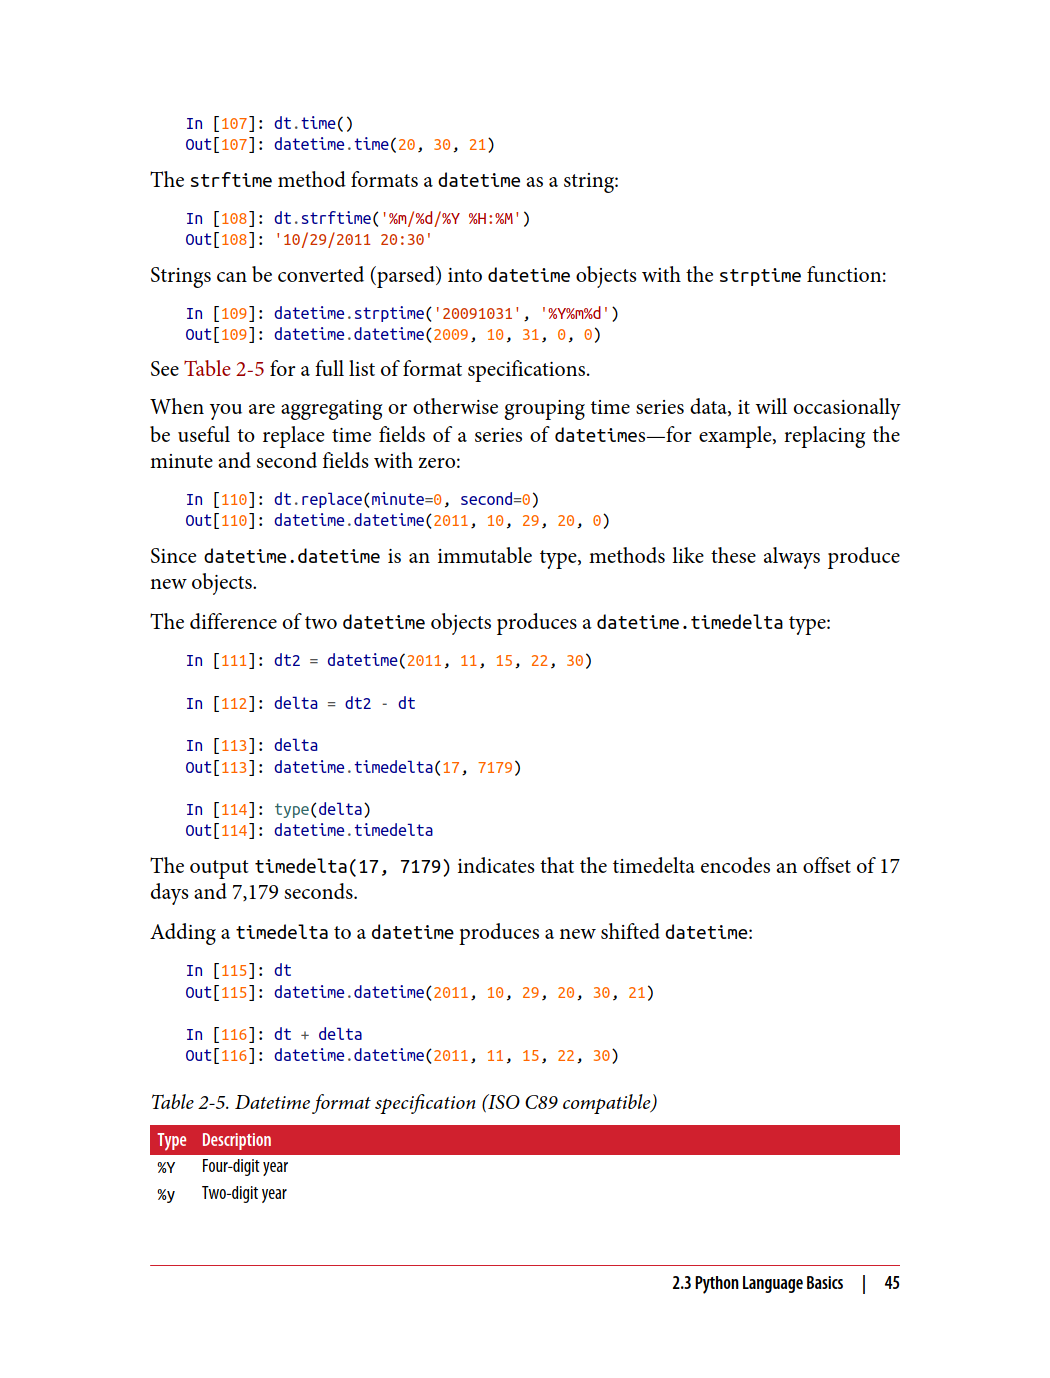 In [107]: dt.time()
Out[107]: datetime.time(20, 30, 21)
The strftime method formats a datetime as a string:
In [108]: dt.strftime('%m/%d/%Y %H:%M')
Out[108]: '10/29/2011 20:30'
Strings can be converted (parsed) into datetime objects with the strptime function:
In [109]: datetime.strptime('20091031', '%Y%m%d')
Out[109]: datetime.datetime(2009, 10, 31, 0, 0)
See Table 2-5 for a full list of format specifications.
When you are aggregating or otherwise grouping time series data, it will occasionally
be useful to replace time fields of a series of datetimes—for example, replacing the
minute and second fields with zero:
In [110]: dt.replace(minute=0, second=0)
Out[110]: datetime.datetime(2011, 10, 29, 20, 0)
Since datetime.datetime is an immutable type, methods like these always produce
new objects.
The difference of two datetime objects produces a datetime.timedelta type:
In [111]: dt2 = datetime(2011, 11, 15, 22, 30)
In [112]: delta = dt2 - dt
In [113]: delta
Out[113]: datetime.timedelta(17, 7179)
In [114]: type(delta)
Out[114]: datetime.timedelta
The output timedelta(17, 7179) indicates that the timedelta encodes an offset of 17
days and 7,179 seconds.
Adding a timedelta to a datetime produces a new shifted datetime:
In [115]: dt
Out[115]: datetime.datetime(2011, 10, 29, 20, 30, 21)
In [116]: dt + delta
Out[116]: datetime.datetime(2011, 11, 15, 22, 30)
Table 2-5. Datetime format specification (ISO C89 compatible)
Type Description
%Y Four-digit year
%y Two-digit year
2.3 Python Language Basics | 45